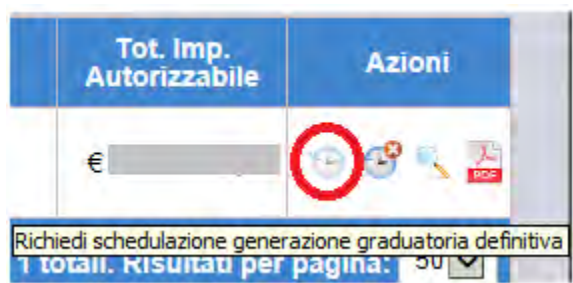 Tot. Imp.
Autorizzabile
Azioni
€
PDF
Richiedi schedulazione generazione graduatoria definitiva
1 totali. Risultati per pagina: 50